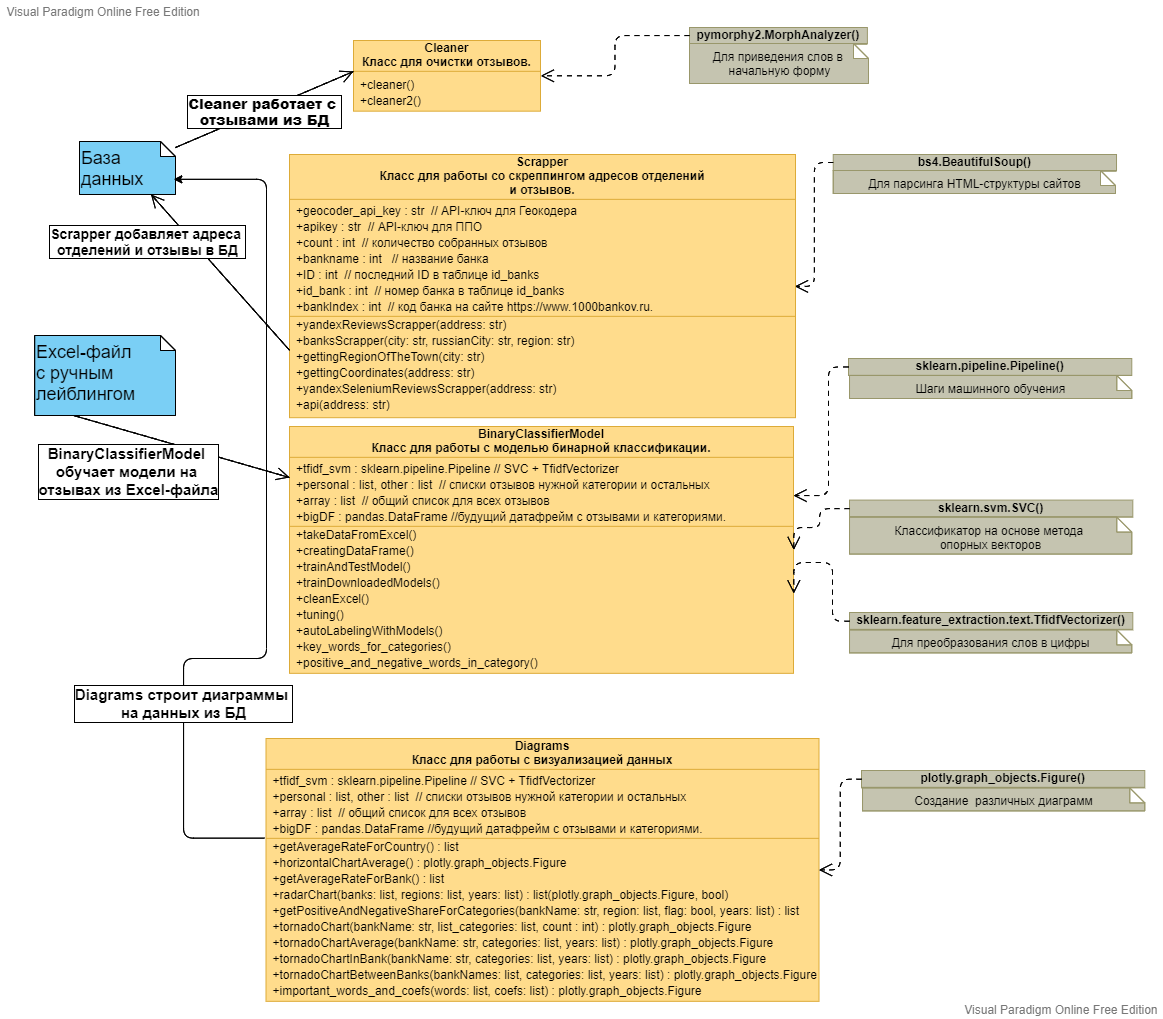 Visual Paradigm Online Free Edition
Cleaner
Класс для очистки отзывов.
+cleaner()
+cleaner2()
pymorphy2.MorphAnalyzer()
Для приведения слов в
начальную форму
Cleaner работает с
отзывами из БД
База
данных
Scrapper
Класс для работы со скреппингом адресов отделений
и отзывов.
+geocoder_api_key : str // API-ключ для Геокодера
+apikey : str // API-ключ для ППО
+count : int // количество собранных отзывов
+bankname : int // название банка
+ID : int // последний ID в таблице id_banks
+id_bank : int // номер банка в таблице id_banks
+bankIndex : int // код банка на сайте https://www.1000bankov.ru.
+yandexReviewsScrapper(address: str)
+banksScrapper(city: str, russianCity: str, region: str)
+gettingRegionOfTheTown(city: str)
+gettingCoordinates(address: str)
+yandexSeleniumReviewsScrapper(address: str)
+api(address: str)
bs4.BeautifulSoup()
Для парсинга HTML-структуры сайтов
Scrapper добавляет адреса
отделений и отзывы в БД
Excel-файл
с ручным
лейблингом
BinaryClassifierModel
обучает модели на
отзывах из Excel-файла
BinaryClassifierModel
Класс для работы с моделью бинарной классификации.
+tfidf_svm : sklearn.pipeline.Pipeline // SVC + TfidfVectorizer
+personal : list, other : list // списки отзывов нужной категории и остальных
+array : list // общий список для всех отзывов
+bigDF : pandas.DataFrame //будущий датафрейм с отзывами и категориями.
+takeDataFromExcel()
+creatingDataFrame()
+trainAndTestModel()
+trainDownloadedModels()
+cleanExcel()
+tuning()
+autoLabelingWithModels()
+key_words_for_categories()
+positive_and_negative_words_in_category()
sklearn.pipeline.Pipeline()
Шаги машинного обучения
sklearn.svm.SVC()
Классификатор на основе метода
опорных векторов
sklearn.feature_extraction.text.TfidfVectorizer()
Для преобразования слов в цифры
Diagrams строит диаграммы
на данных из БД
Diagrams
Класс для работы с визуализацией данных
+tfidf_svm : sklearn.pipeline.Pipeline // SVC + TfidfVectorizer
+personal : list, other : list // списки отзывов нужной категории и остальных
+array : list // общий список для всех отзывов
+bigDF : pandas.DataFrame //будущий датафрейм с отзывами и категориями.
+getAverageRateForCountry() : list
+horizontalChartAverage() : plotly.graph_objects.Figure
+getAverageRateForBank() : list
+radarChart(banks: list, regions: list, years: list) : list(plotly.graph_objects.Figure, bool)
+getPositiveAndNegativeShareForCategories(bankName: str, region: list, flag: bool, years: list) : list
+tornadoChart(bankName: str, list_categories: list, count : int) : plotly.graph_objects.Figure
+tornadoChartAverage(bankName: str, categories: list, years: list) : plotly.graph_objects.Figure
+tornadoChartInBank(bankName: str, categories: list, years: list) : plotly.graph_objects.Figure
+tornadoChartBetweenBanks(bankNames: list, categories: list, years: list) : plotly.graph_objects.Figure
+important_words_and_coefs(words: list, coefs: list) : plotly.graph_objects.Figure
plotly.graph_objects.Figure()
Создание различных диаграмм
Visual Paradigm Online Free Edition